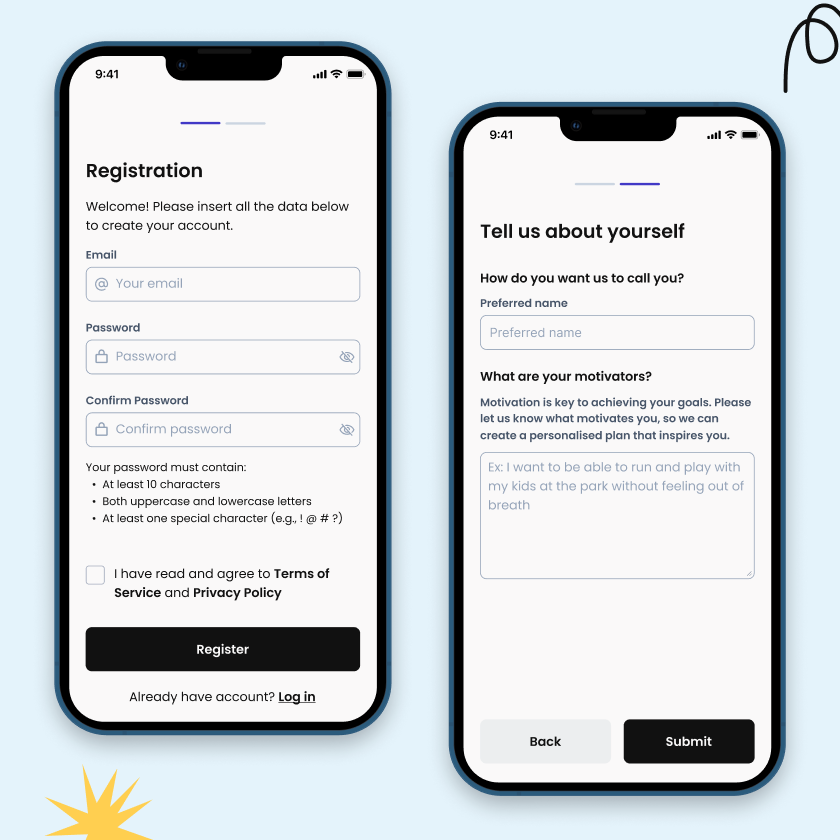 9:41
Registration
Welcome! Please insert all the data below
to create your account.
Email
Your email
Password
Password
Confirm Password
Confirm password
Your password must contain:
• At least 10 characters
• Both uppercase and lowercase letters
• At least one special character (e.g., ! @ # ?)
I have read and agree to Terms of
Service and Privacy Policy
Register
Already have account? Log in
9:41
Tell us about yourself
How do you want us to call you?
Preferred name
Preferred name
What are your motivators?
Motivation is key to achieving your goals. Please
let us know what motivates you, so we can
create a personalised plan that inspires you.
Ex: I want to be able to run and play with
my kids at the park without feeling out of
breath
Back
Submit